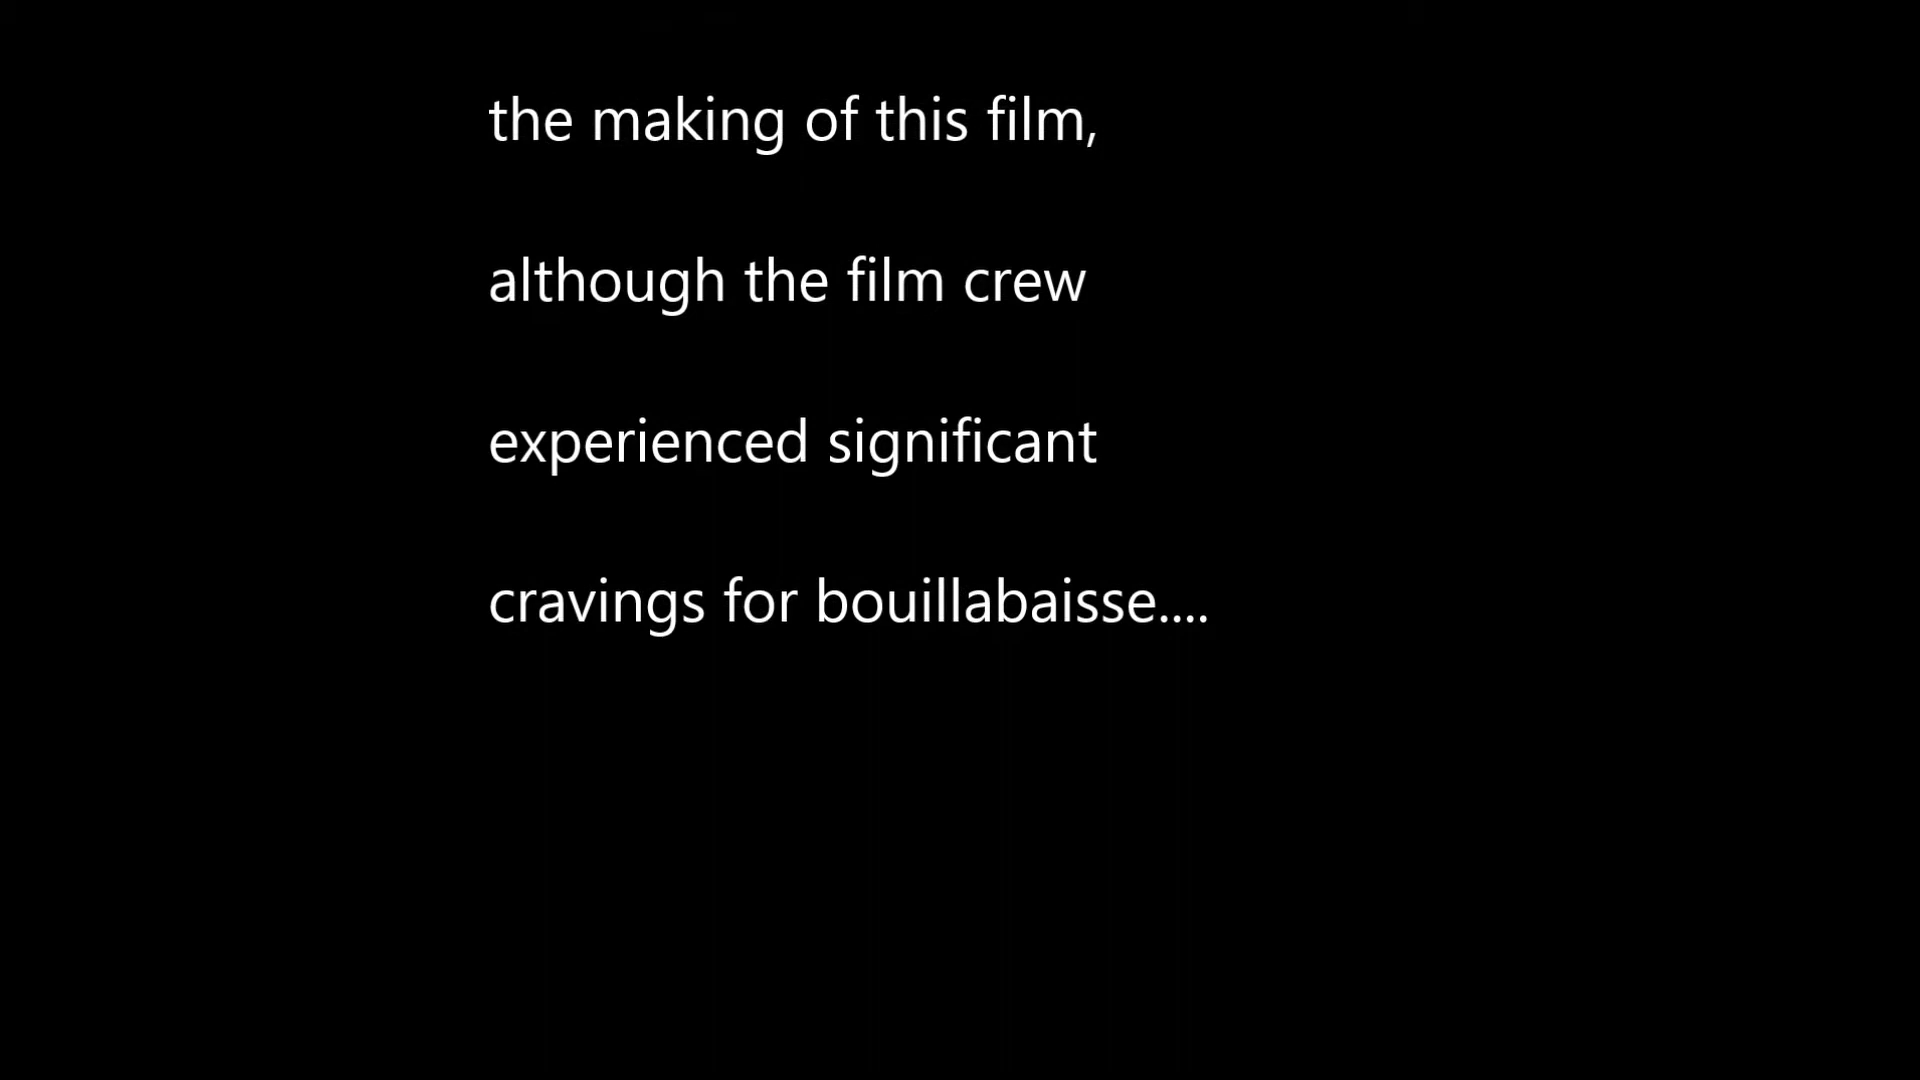 the making of this film,
although the film crew
experienced significant
cravings for bouillabaisse....